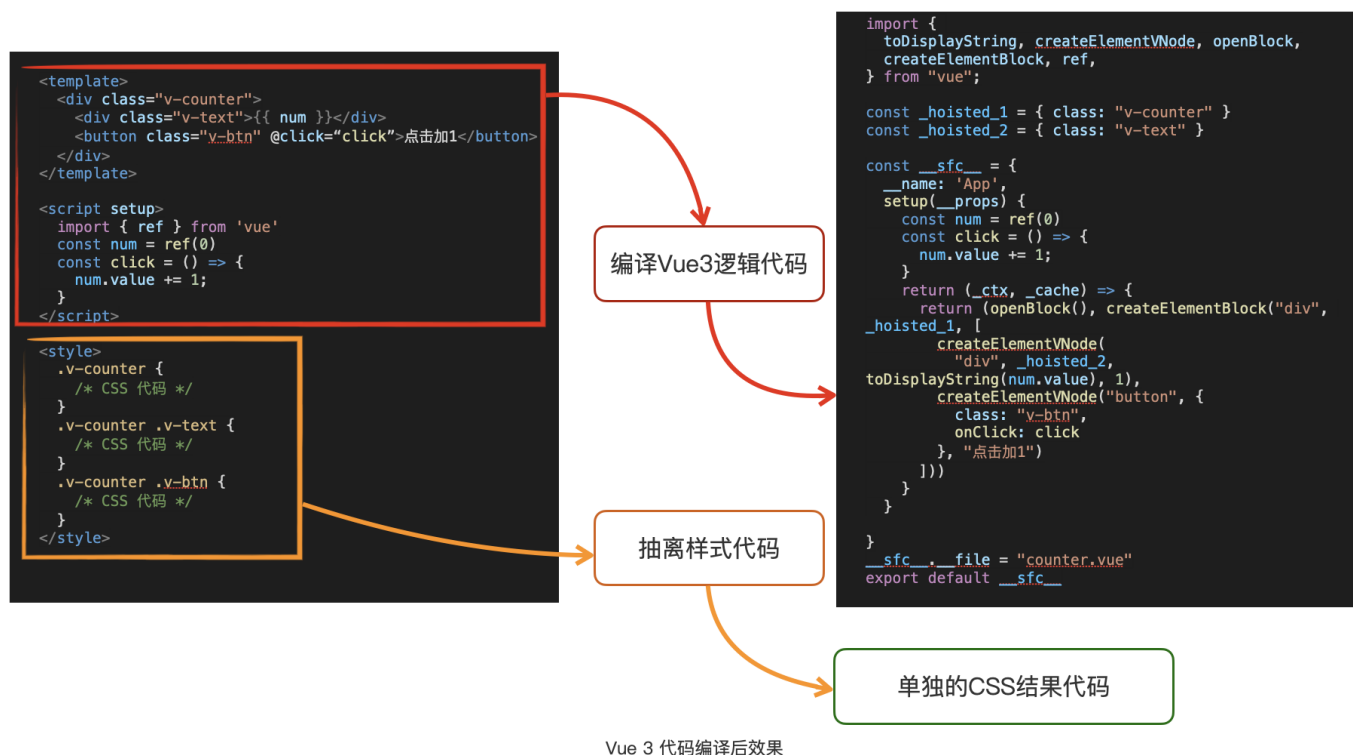 <template>
  <div class="v-counter">
    <div class="v-text">{{ num }}</div>
    <button class="v-btn" @click=“click”>点击加1</button>
  </div>
</template>
<script setup>
  import { ref } from 'vue'
  const num = ref(0)
  const click = () => {
    num.value += 1;
  }
</script>
<style>
  .v-counter {
    /* CSS 代码 */
  }
  .v-counter .v-text {
    /* CSS 代码 */
  }
  .v-counter .v-btn {
    /* CSS 代码 */
  }
</style>
编译Vue3逻辑代码
抽离样式代码
import {
  toDisplayString, createElementVNode, openBlock,
  createElementBlock, ref,
} from "vue";
const _hoisted_1 = { class: "v-counter" }
const _hoisted_2 = { class: "v-text" }
const __sfc__ = {
  __name: 'App',
  setup(__props) {
    const num = ref(0)
    const click = () => {
      num.value += 1;
    }
    return (_ctx, _cache) => {
      return (openBlock(), createElementBlock("div",
_hoisted_1, [
        createElementVNode(
          "div", _hoisted_2,
toDisplayString(num.value), 1),
        createElementVNode("button", {
          class: "v-btn",
          onClick: click
        }, "点击加1")
      ]))
    }
  }
}
__sfc__.__file = "counter.vue"
export default __sfc__
单独的CSS结果代码
Vue 3 代码编译后效果